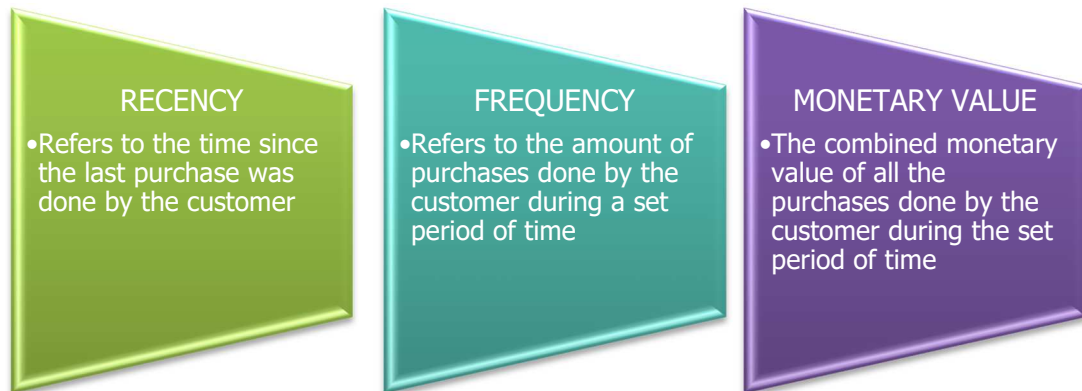 RECENCY
•Refers to the time since
the last purchase was
done by the customer
FREQUENCY
•Refers to the amount of
purchases done by the
customer during a set
period of time
MONETARY VALUE
•The combined monetary
value of all the
purchases done by the
customer during the set
period of time